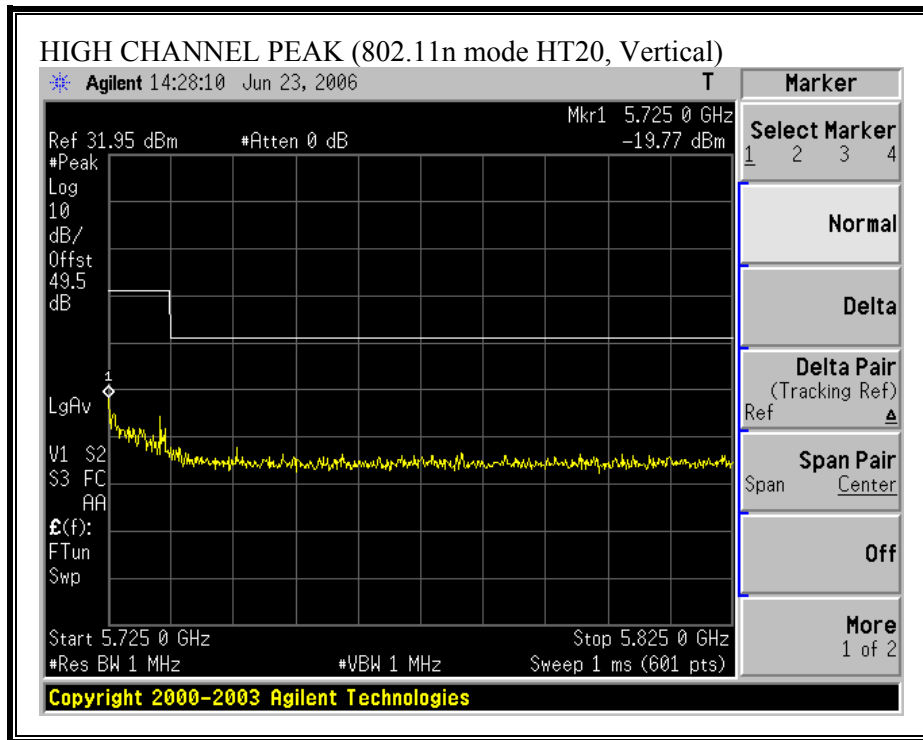 HIGH CHANNEL PEAK (802.11n mode HT20, Vertical)
Agilent 14:28:10 Jun 23, 2006 T
Mkr1 5.725 0 GHz
Ref 31.95 dBm #Atten 0 dB -19.77 dBm
#Peak
Log
10
dB/
Offst
49.5
dB
1
LgAv
V1 S2
S3 FC
AA
£(f):
FTun
Swp
Start 5.725 0 GHz Stop 5.825 0 GHz
#Res BW 1 MHz #VBW 1 MHz Sweep 1 ms (601 pts)
Copyright 2000-2003 Agilent Technologies
Marker
Select Marker
1 2 3 4
Normal
Delta
Delta Pair
(Tracking Ref)
Ref Δ
Span Pair
Span Center
Off
More
1 of 2